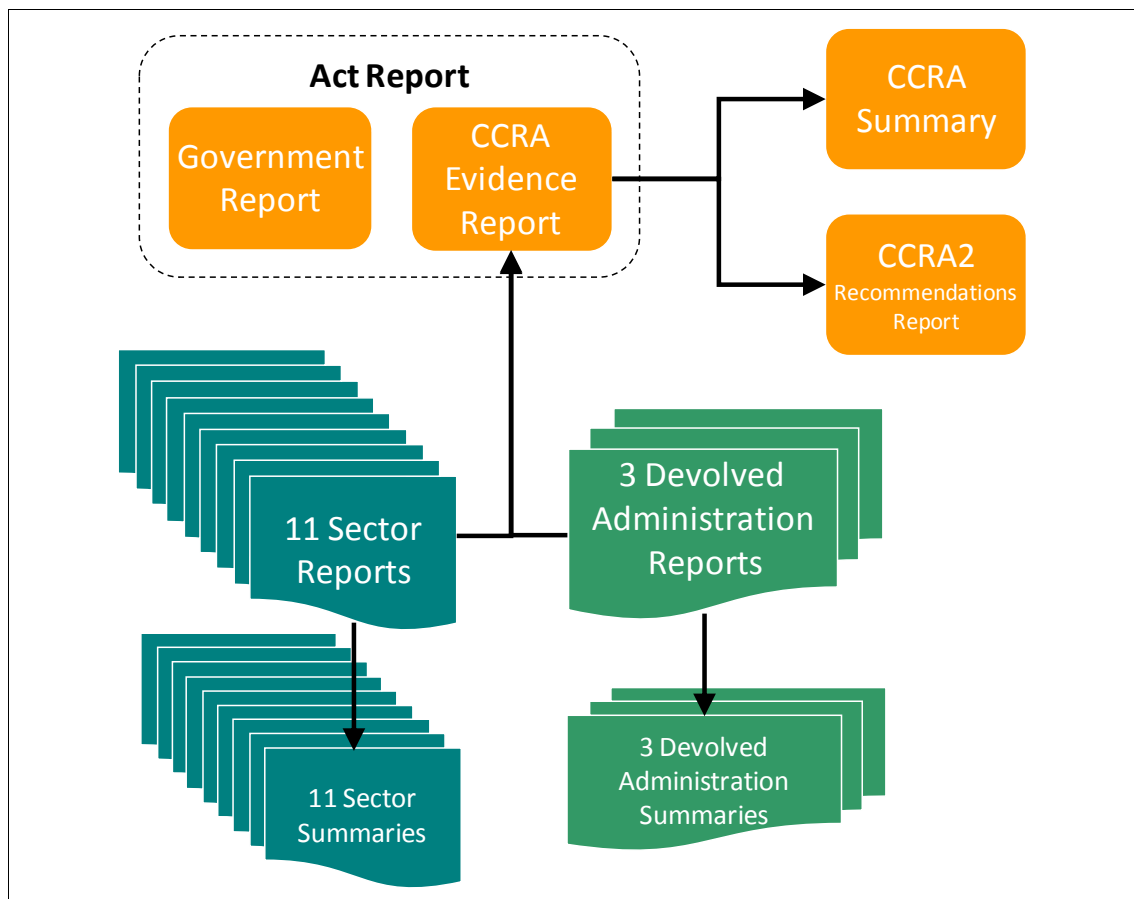 Act Report
Government
Report
CCRA
Evidence
Report
CCRA
Summary
CCRA2
Recommendations
Report
11 Sector
Reports
3 Devolved
Administration
Reports
11 Sector
Summaries
3 Devolved
Administration
Summaries